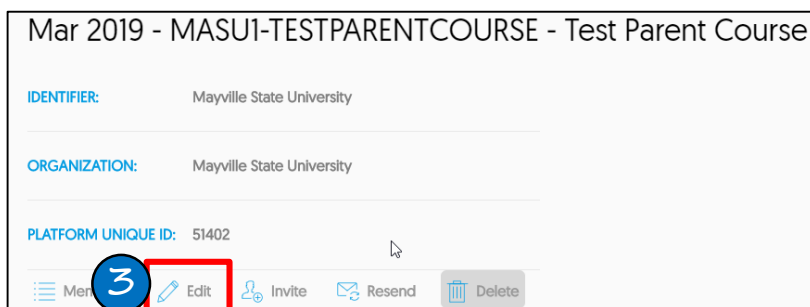 Mar 2019 - MASU1-TESTPARENTCOURSE - Test Parent Course
IDENTIFIER: Mayville State University
ORGANIZATION: Mayville State University
PLATFORM UNIQUE ID: 51402
3 Edit Invite Resend Delete